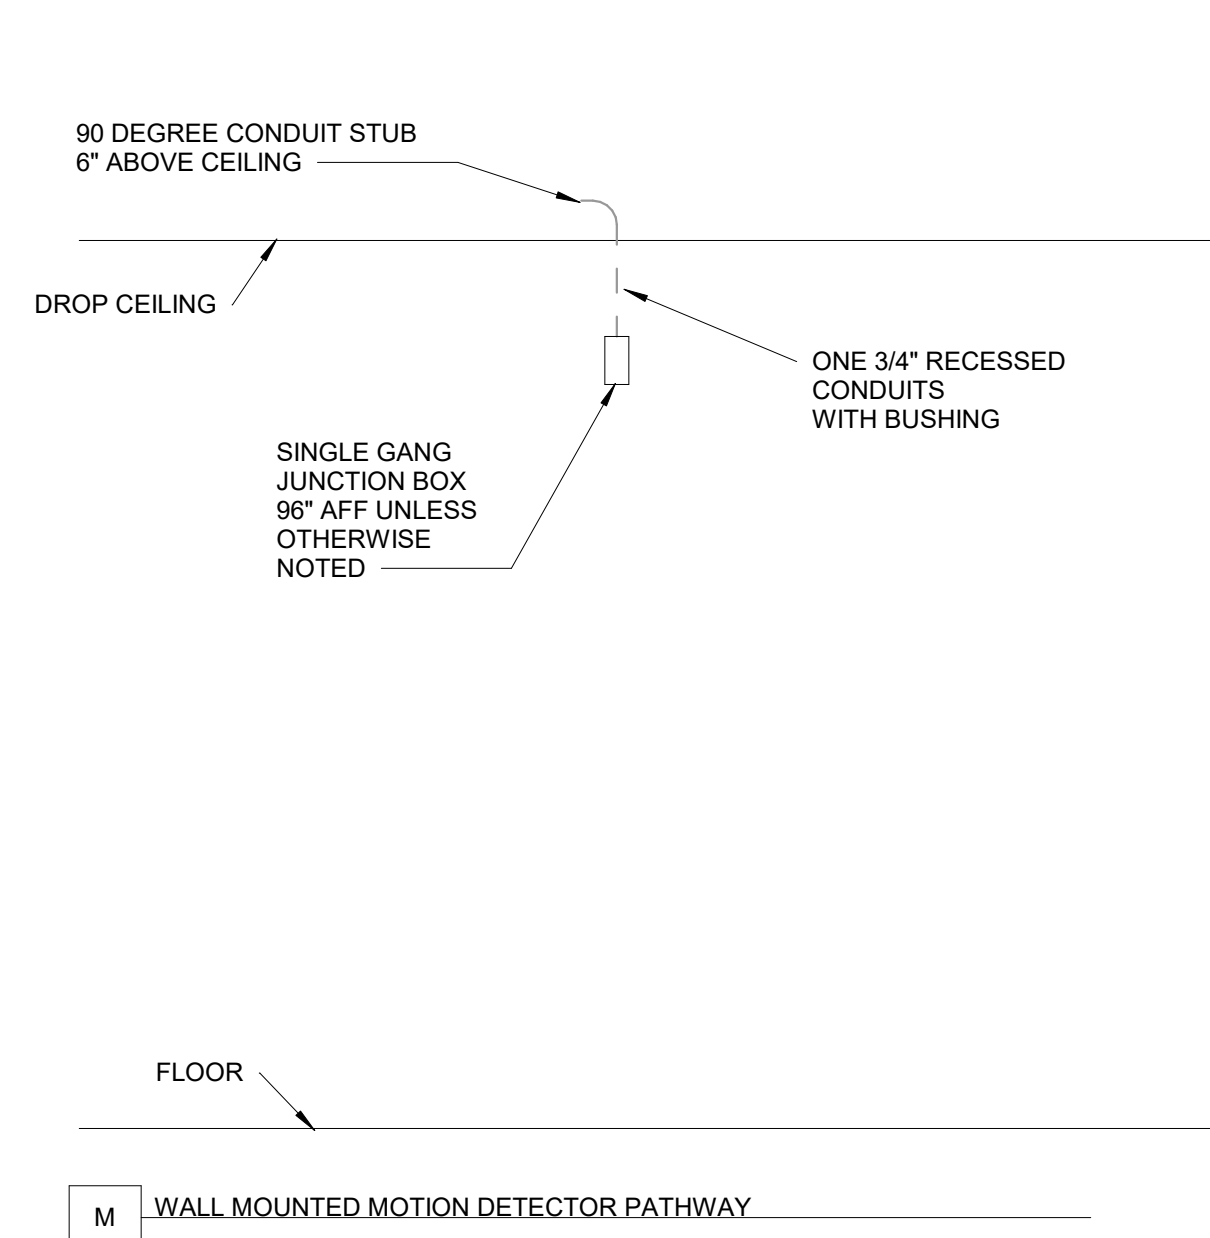 90 DEGREE CONDUIT STUB
6" ABOVE CEILING
DROP CEILING
ONE 3/4" RECESSED
CONDUITS
WITH BUSHING
SINGLE GANG
JUNCTION BOX
96" AFF UNLESS
OTHERWISE
NOTED
FLOOR
M
WALL MOUNTED MOTION DETECTOR PATHWAY